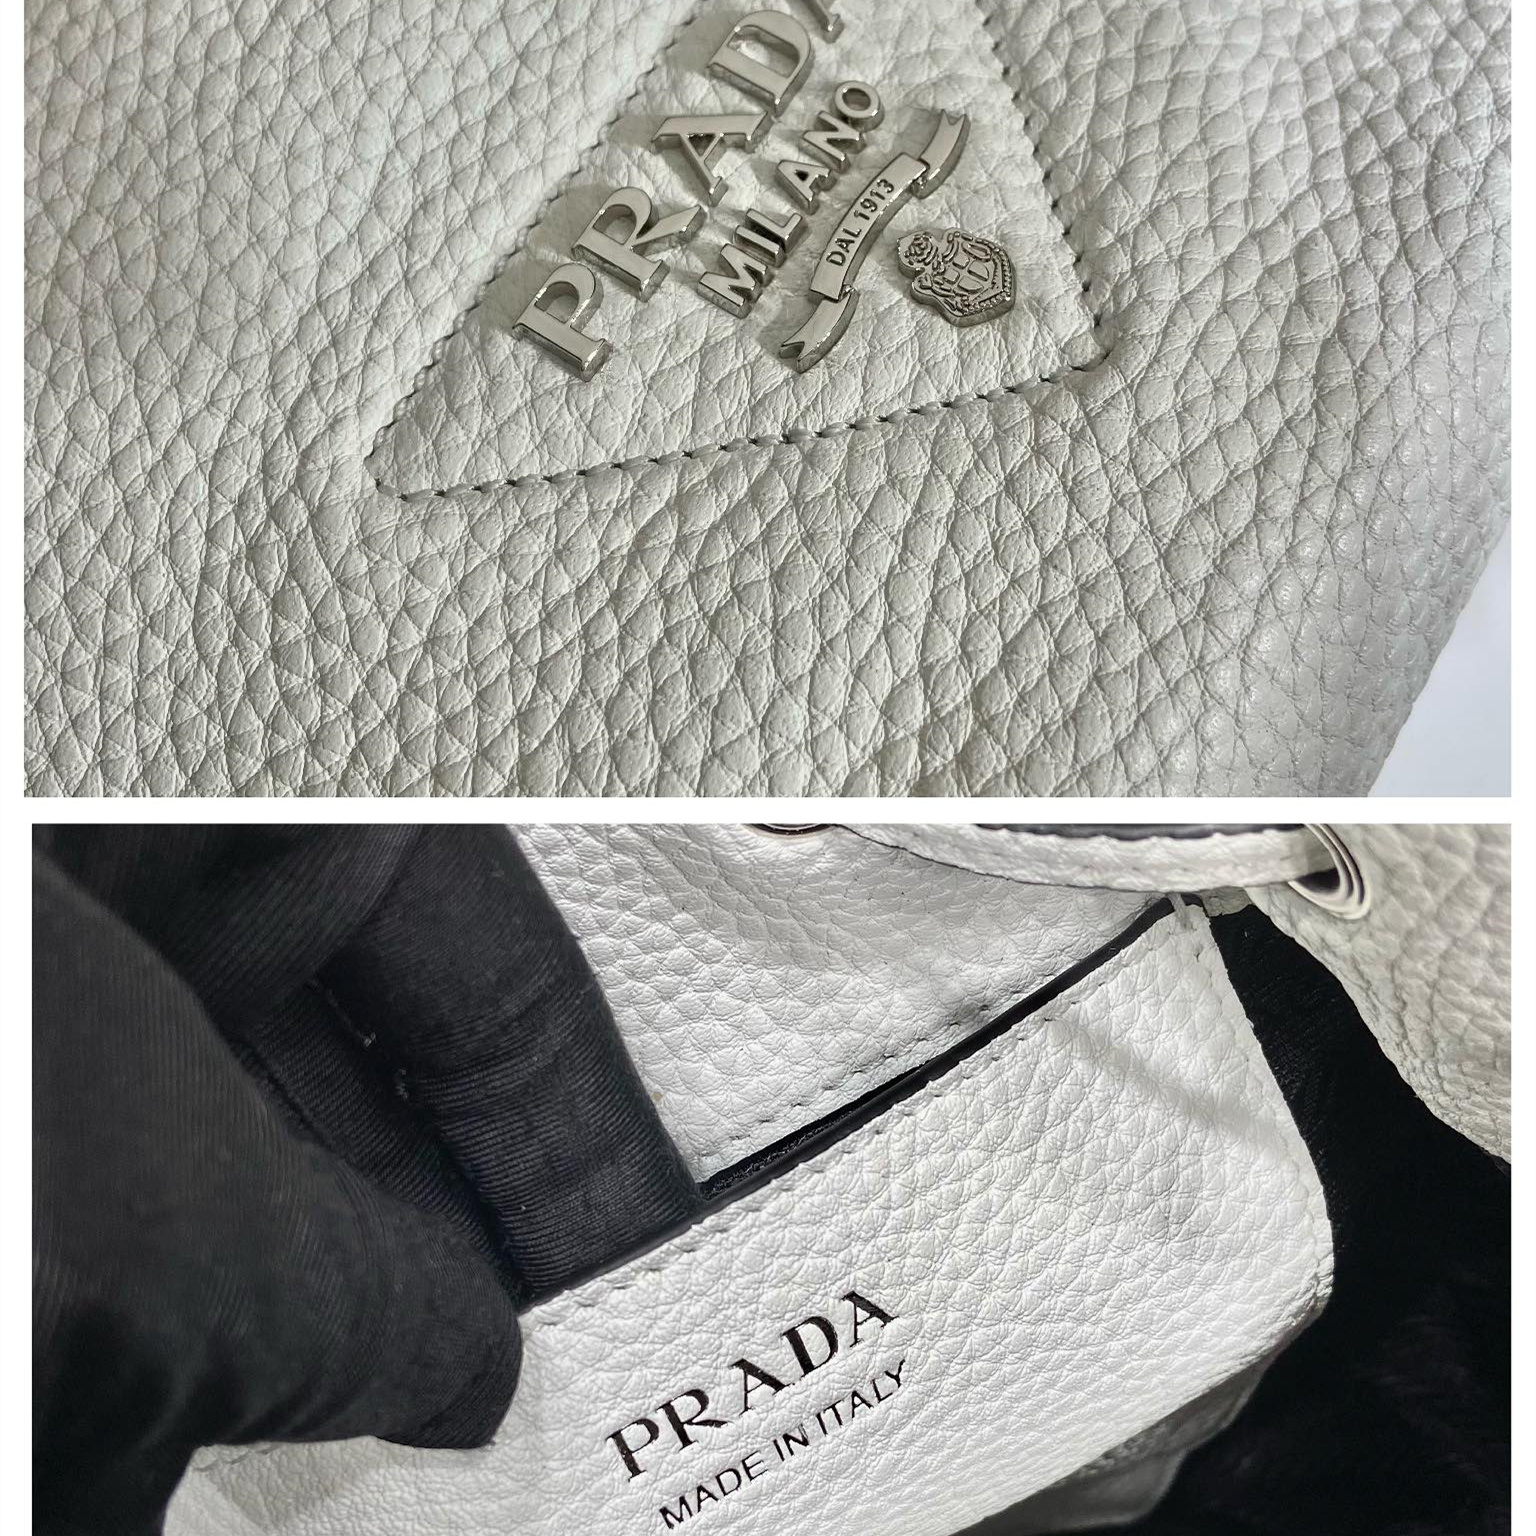 PRADA
MILANO
DAL 1913
PRADA
MADE IN ITALY